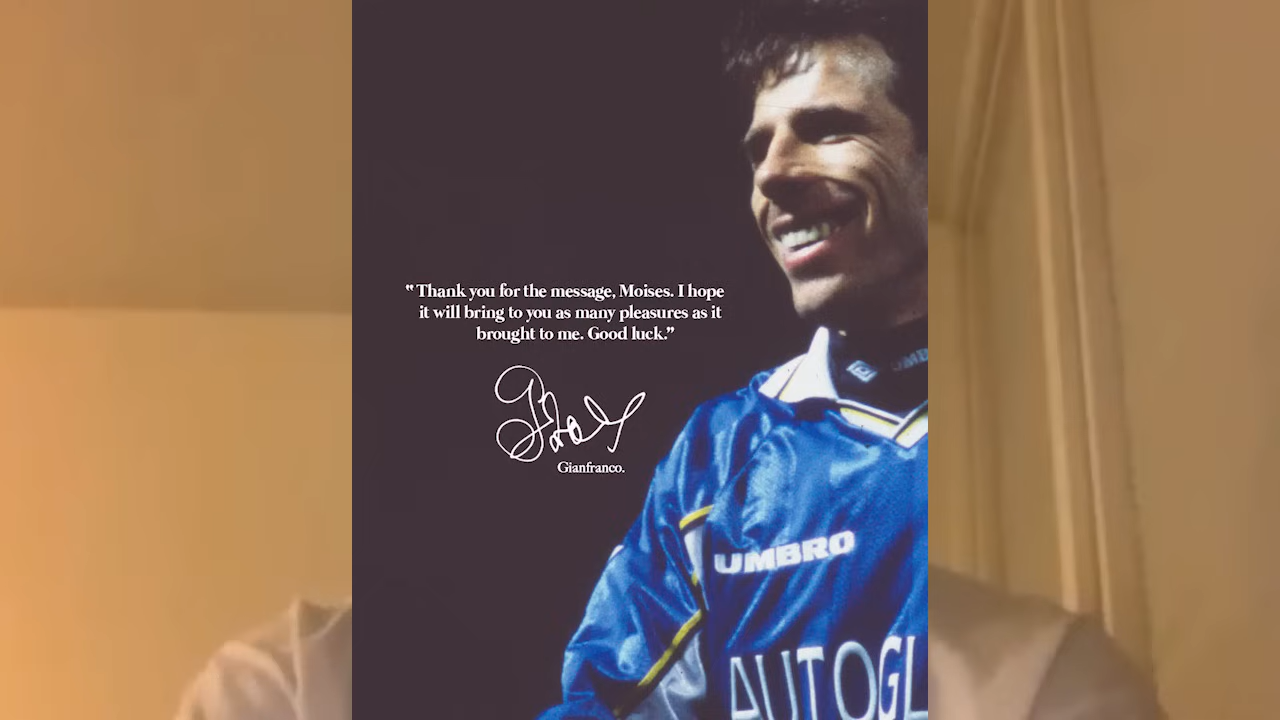 “Thank you for the message, Moises. I hope
it will bring to you as many pleasures as it
brought to me. Good luck.”
Gianfranco.
UMBRO
UMBRO
AUTOGL